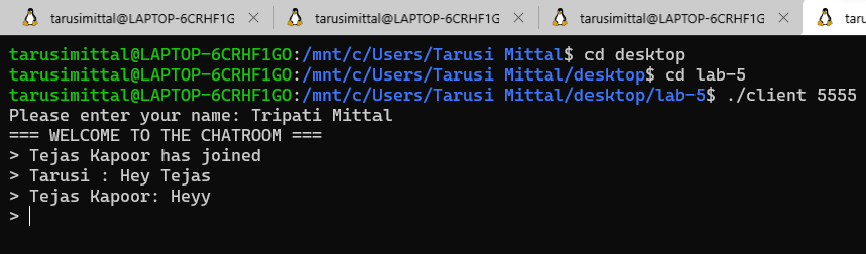 tarusimittal@LAPTOP-6CRHF1G tarusimittal@LAPTOP-6CRHF1G tarusimittal@LAPTOP-6CRHF1G tarusi
tarusimittal@LAPTOP-6CRHF1GO:/mnt/c/Users/Tarusi Mittal$ cd desktop
tarusimittal@LAPTOP-6CRHF1GO:/mnt/c/Users/Tarusi Mittal/desktop$ cd lab-5
tarusimittal@LAPTOP-6CRHF1GO:/mnt/c/Users/Tarusi Mittal/desktop/lab-5$ ./client 5555
Please enter your name: Tripati Mittal
=== WELCOME TO THE CHATROOM ===
> Tejas Kapoor has joined
> Tarusi : Hey Tejas
> Tejas Kapoor: Heyy
>